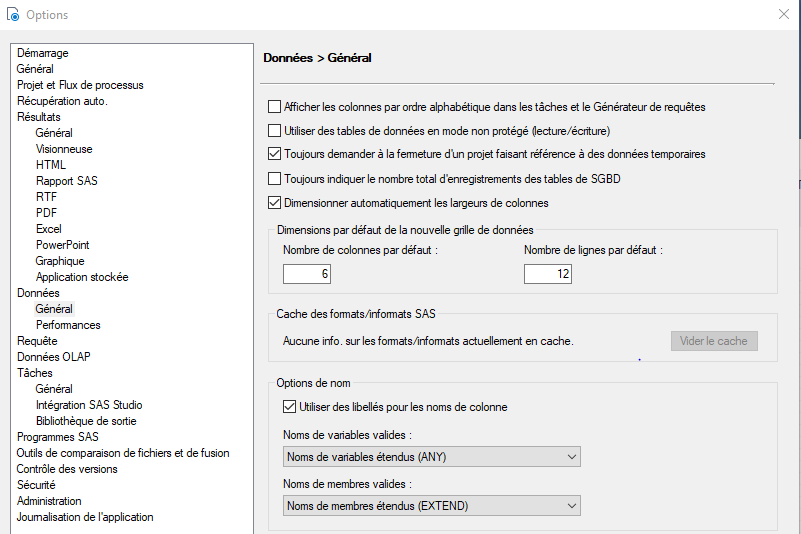 Options
Démarrage
Général
Projet et Flux de processus
Récupération auto.
Résultats
Général
Visionneuse
HTML
Rapport SAS
RTF
PDF
Excel
PowerPoint
Graphique
Application stockée
Données
Général
Performances
Requête
Données OLAP
Tâches
Général
Intégration SAS Studio
Bibliothèque de sortie
Programmes SAS
Outils de comparaison de fichiers et de fusion
Contrôle des versions
Sécurité
Administration
Journalisation de l'application
Données > Général
Afficher les colonnes par ordre alphabétique dans les tâches et le Générateur de requêtes
Utiliser des tables de données en mode non protégé (lecture/écriture)
Toujours demander à la fermeture d'un projet faisant référence à des données temporaires
Toujours indiquer le nombre total d'enregistrements des tables de SGBD
Dimensionner automatiquement les largeurs de colonnes
Dimensions par défaut de la nouvelle grille de données
Nombre de colonnes par défaut : Nombre de lignes par défaut :
6 12
Cache des formats/informats SAS
Aucune info. sur les formats/informats actuellement en cache. Vider le cache
Options de nom
Utiliser des libellés pour les noms de colonne
Noms de variables valides :
Noms de variables étendus (ANY)
Noms de membres valides :
Noms de membres étendus (EXTEND)